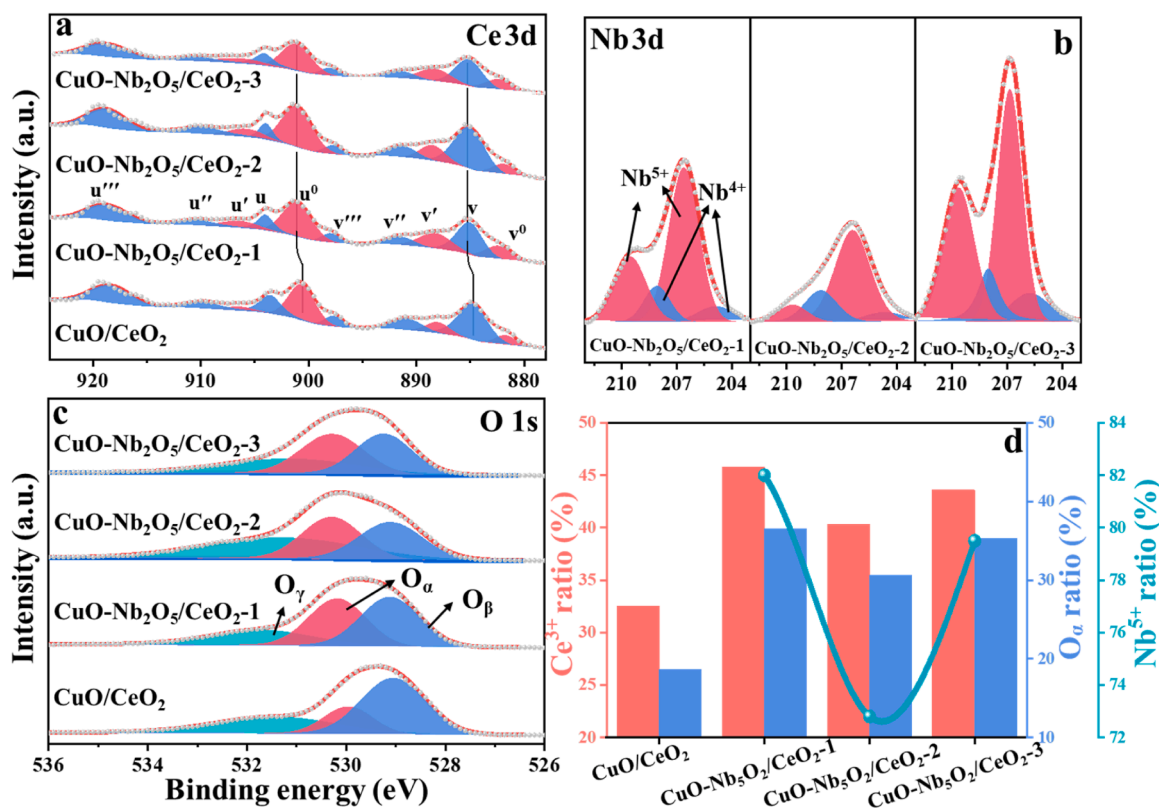 a
Ce 3d
Intensity (a.u.)
CuO-Nb₂O₅/CeO₂-3
CuO-Nb₂O₅/CeO₂-2
u''' u'' u' u u⁰ v''' v'' v' v v⁰
CuO-Nb₂O₅/CeO₂-1
CuO/CeO₂
920 910 900 890 880
Nb 3d
b
Nb⁵⁺ Nb⁴⁺
CuO-Nb₂O₅/CeO₂-1 CuO-Nb₂O₅/CeO₂-2 CuO-Nb₂O₅/CeO₂-3
210 207 204 210 207 204 210 207 204
c
O 1s
Intensity (a.u.)
CuO-Nb₂O₅/CeO₂-3
CuO-Nb₂O₅/CeO₂-2
CuO-Nb₂O₅/CeO₂-1
Oγ Oα Oβ
CuO/CeO₂
536 534 532 530 528 526
Binding energy (eV)
d
Ce³⁺ ratio (%)
50
45
40
35
30
25
20
Oα ratio (%)
50
40
30
20
10
Nb⁵⁺ ratio (%)
84
82
80
78
76
74
72
CuO/CeO₂
CuO-Nb₅O₂/CeO₂-1
CuO-Nb₅O₂/CeO₂-2
CuO-Nb₅O₂/CeO₂-3